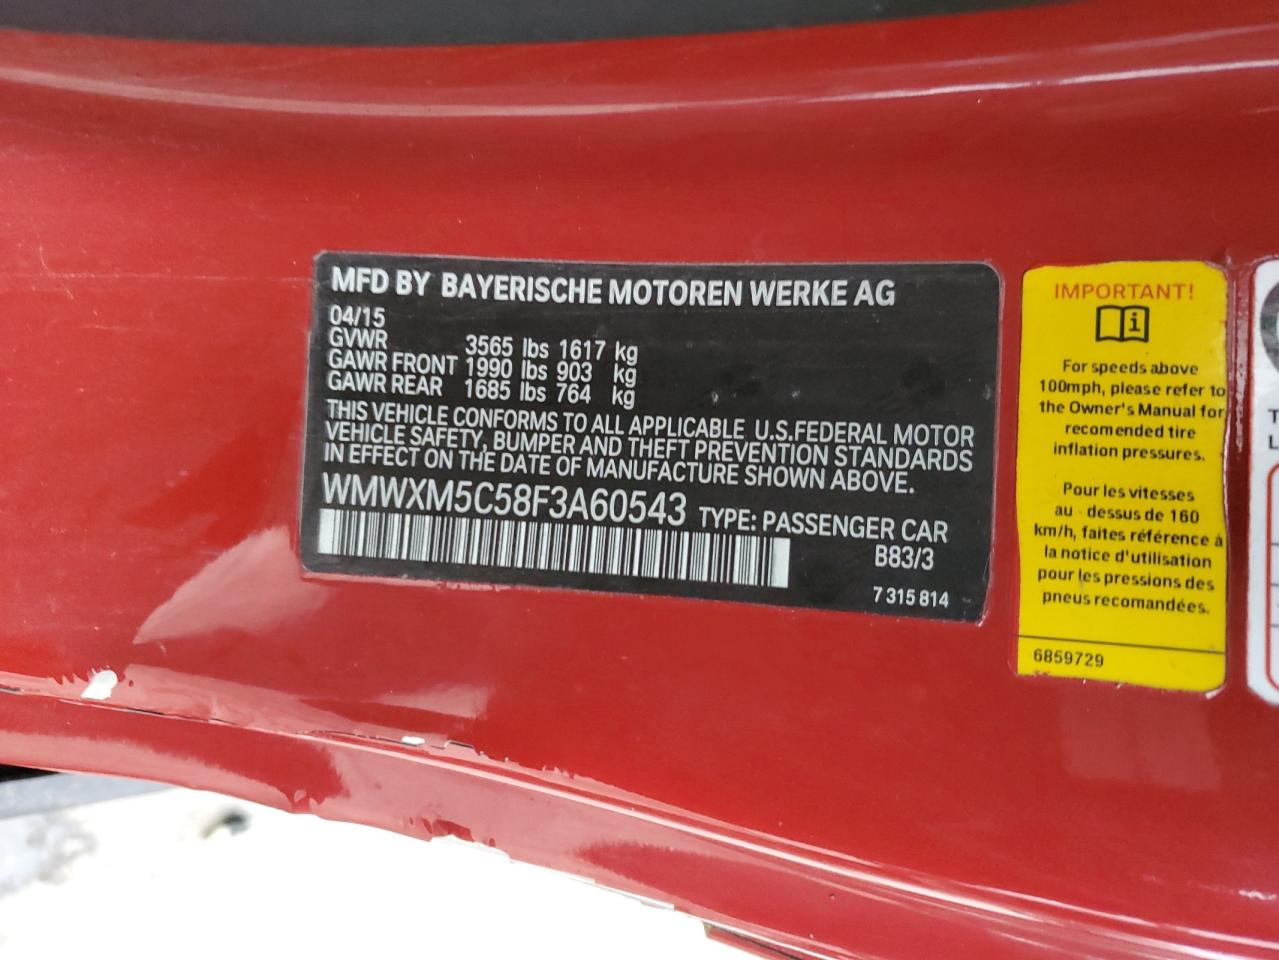 MFD BY BAYERISCHE MOTOREN WERKE AG
04/15
GVWR 3565 lbs 1617 kg
GAWR FRONT 1990 lbs 903 kg
GAWR REAR 1685 lbs 764 kg
THIS VEHICLE CONFORMS TO ALL APPLICABLE U.S.FEDERAL MOTOR
VEHICLE SAFETY, BUMPER AND THEFT PREVENTION STANDARDS
IN EFFECT ON THE DATE OF MANUFACTURE SHOWN ABOVE.
WMWXM5C58F3A60543 TYPE: PASSENGER CAR
B83/3
7 315 814
IMPORTANT!
i
For speeds above
100mph, please refer to
the Owner's Manual for
recomended tire
inflation pressures.
Pour les vitesses
au - dessus de 160
km/h, faites référence à
la notice d'utilisation
pour les pressions des
pneus recomandées.
6859729
T
L